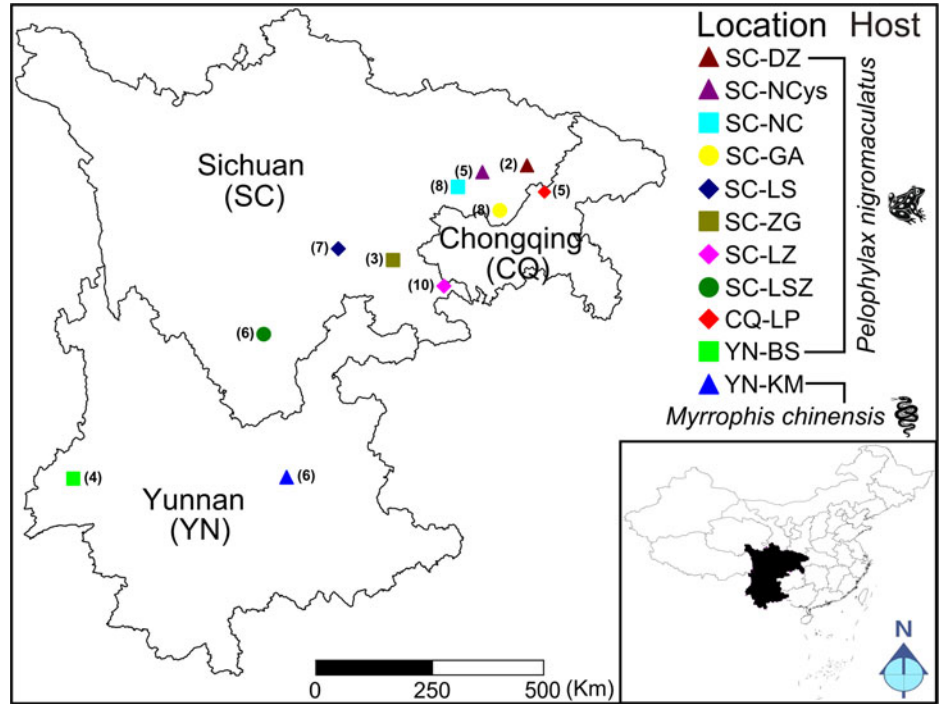 Location Host
SC-DZ
SC-NCys
SC-NC
SC-GA
SC-LS
SC-ZG
SC-LZ
SC-LSZ
CQ-LP
YN-BS
YN-KM
Pelophylax nigromaculatus
Myrrophis chinensis
Sichuan
(SC)
(5)
(2)
(8)
(5)
(8)
Chongqing
(CQ)
(7)
(3)
(10)
(6)
(4)
(6)
Yunnan
(YN)
0 250 500 (Km)
N